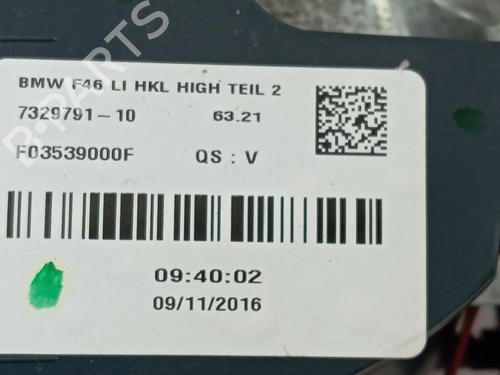 BMW F46 LI HKL HIGH TEIL 2
7329791-10 63.21
F03539000F QS : V
09:40:02
09/11/2016
B-PARTS